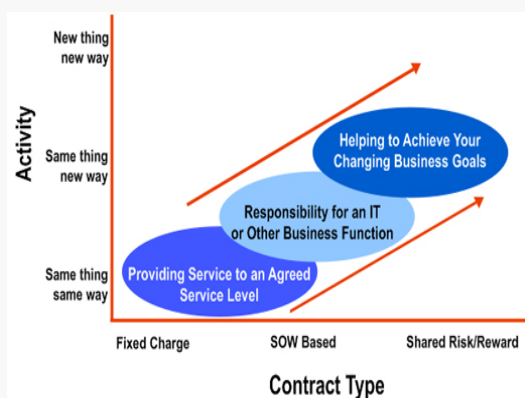 New thing
new way
Activity
Same thing
new way
Same thing
same way
Helping to Achieve Your
Changing Business Goals
Responsibility for an IT
or Other Business Function
Providing Service to an Agreed
Service Level
Fixed Charge
SOW Based
Shared Risk/Reward
Contract Type